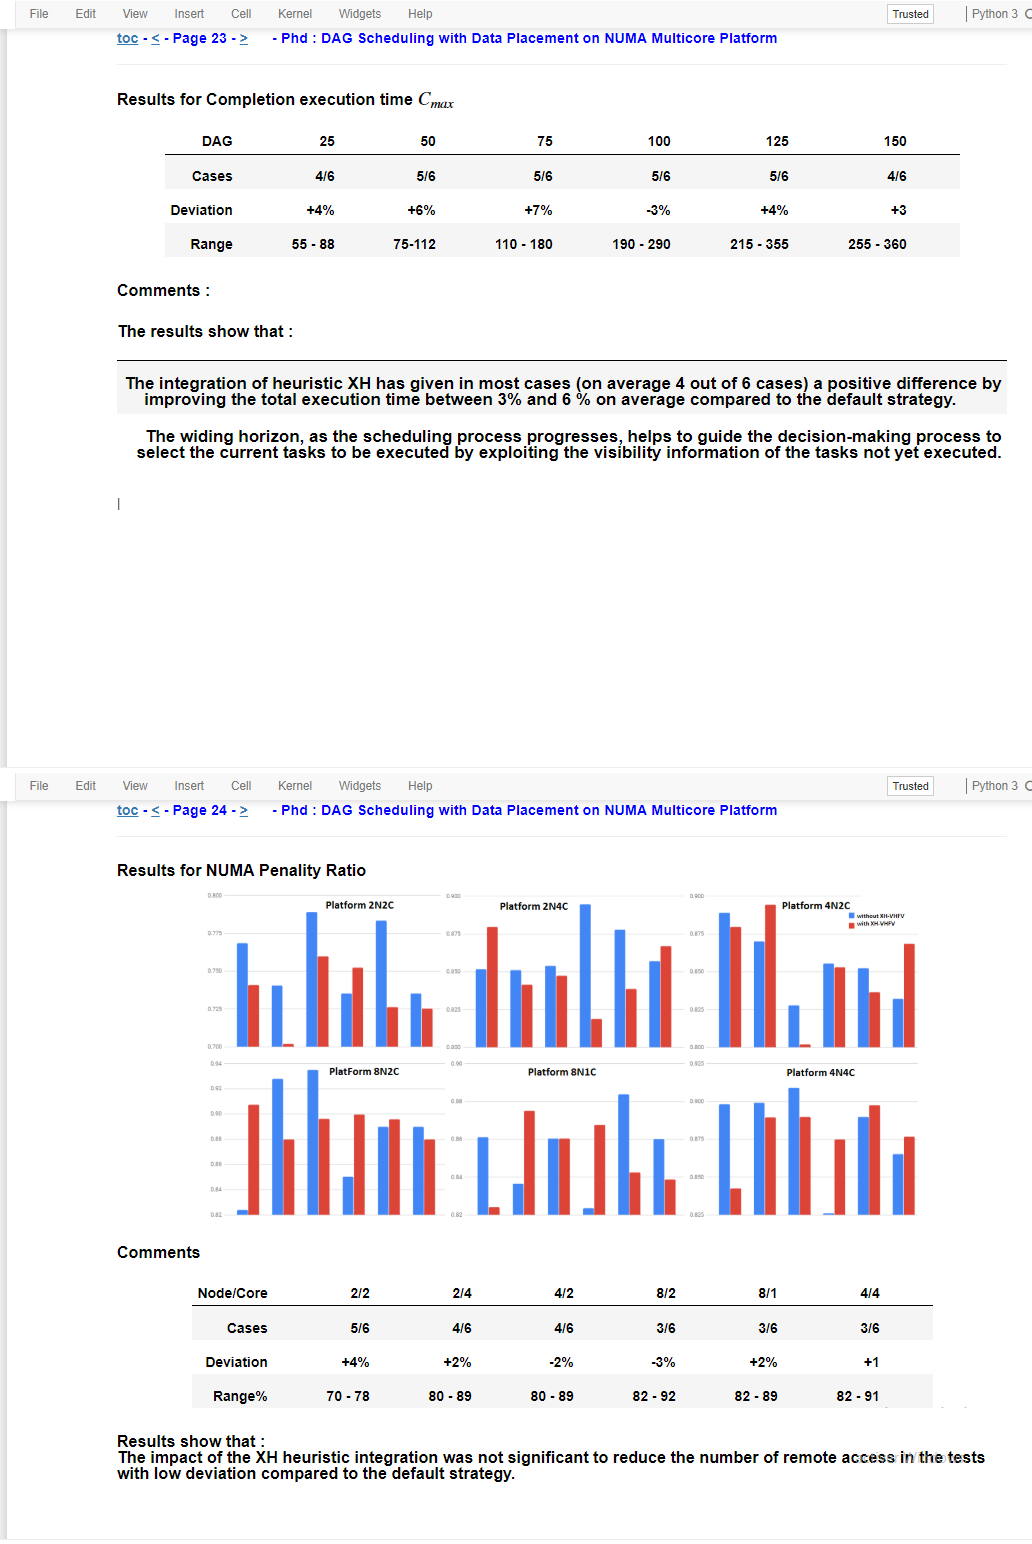 File Edit View Insert Cell Kernel Widgets Help Trusted Python 3
toc - < - Page 23 - > - Phd : DAG Scheduling with Data Placement on NUMA Multicore Platform
Results for Completion execution time Cmax
DAG 25 50 75 100 125 150
Cases 4/6 5/6 5/6 5/6 5/6 4/6
Deviation +4% +6% +7% -3% +4% +3
Range 55 - 88 75-112 110 - 180 190 - 290 215 - 355 255 - 360
Comments :
The results show that :
The integration of heuristic XH has given in most cases (on average 4 out of 6 cases) a positive difference by
improving the total execution time between 3% and 6 % on average compared to the default strategy.
The widing horizon, as the scheduling process progresses, helps to guide the decision-making process to
select the current tasks to be executed by exploiting the visibility information of the tasks not yet executed.
File Edit View Insert Cell Kernel Widgets Help Trusted Python 3
toc - < - Page 24 - > - Phd : DAG Scheduling with Data Placement on NUMA Multicore Platform
Results for NUMA Penality Ratio
0.800 0.900 0.900
Platform 2N2C Platform 2N4C Platform 4N2C
without XH-VHFV
with XH-VHFV
0.775 0.875 0.875
0.750 0.850 0.850
0.725 0.825 0.825
0.700 0.800 0.800
0.94 0.90 0.925
PlatForm 8N2C Platform 8N1C Platform 4N4C
0.92
0.88 0.900
0.90
0.88 0.86 0.875
0.86
0.84 0.850
0.84
0.82 0.82 0.825
Comments
Node/Core 2/2 2/4 4/2 8/2 8/1 4/4
Cases 5/6 4/6 4/6 3/6 3/6 3/6
Deviation +4% +2% -2% -3% +2% +1
Range% 70 - 78 80 - 89 80 - 89 82 - 92 82 - 89 82 - 91
Results show that :
The impact of the XH heuristic integration was not significant to reduce the number of remote access in the tests
with low deviation compared to the default strategy.